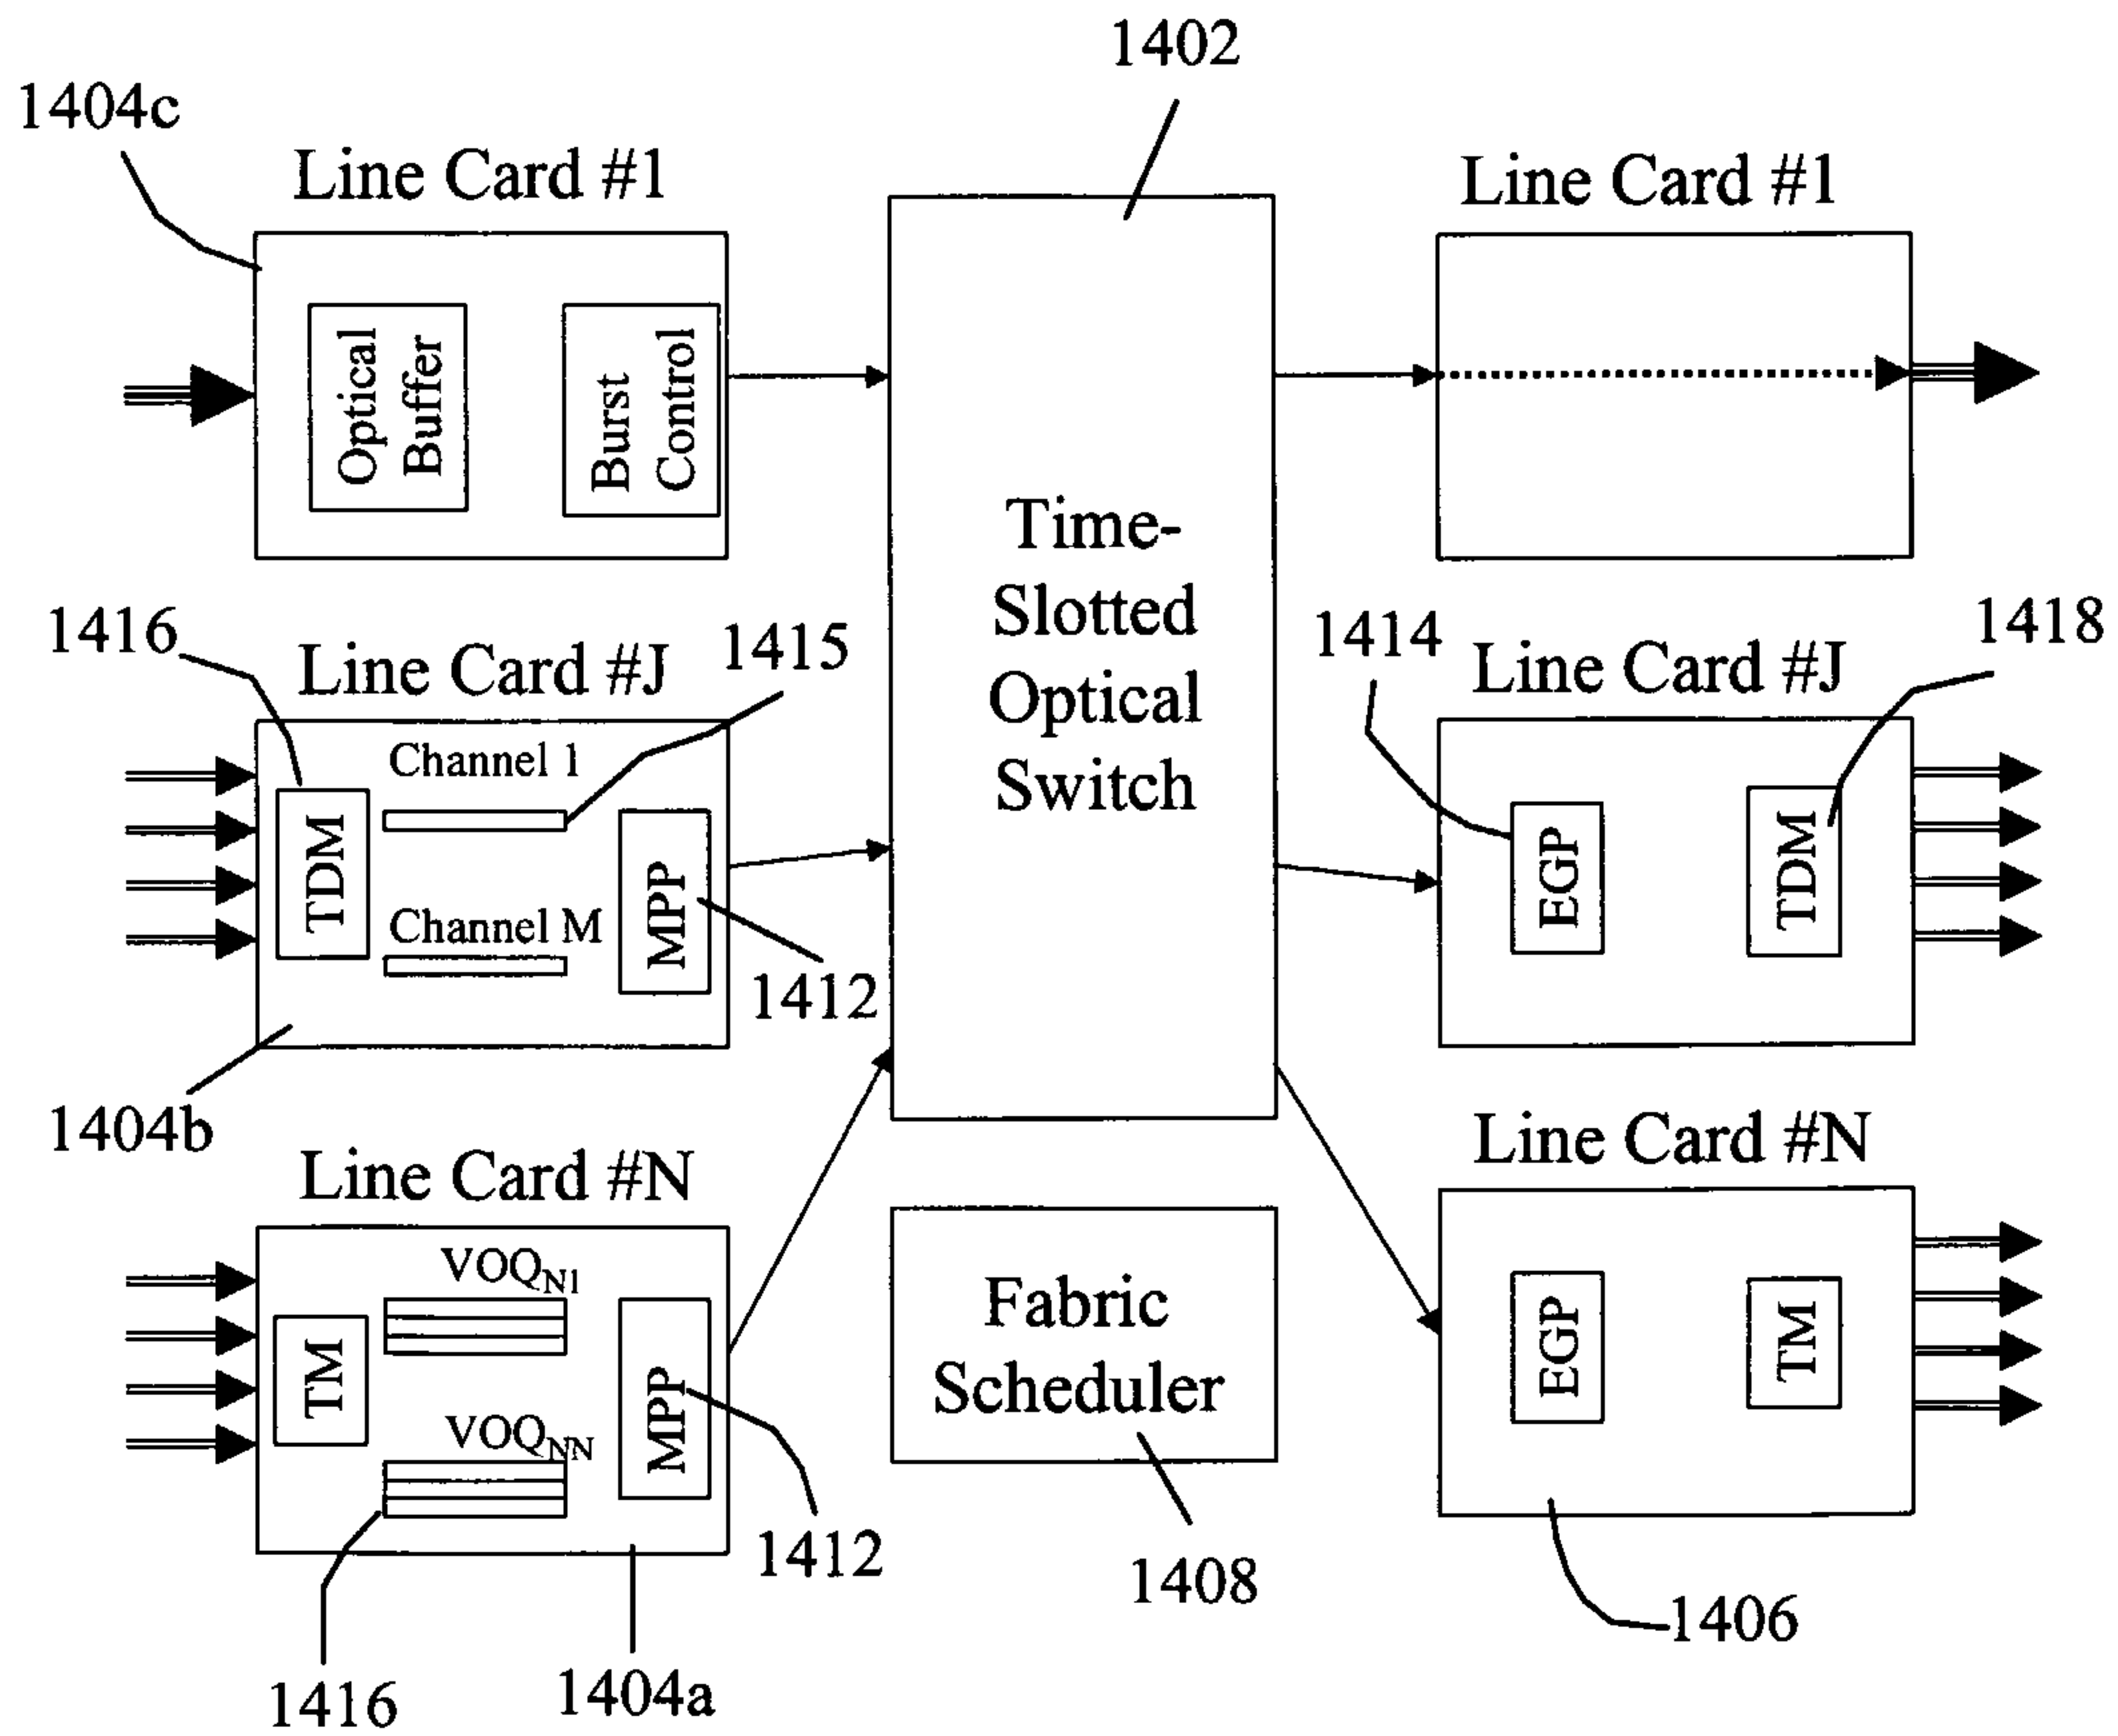 1402
1404c
Line Card #1
Line Card #1
Optical
Buffer
Burst
Control
Time-
Slotted
Optical
Switch
1416
Line Card #J
1415
1414
Line Card #J
1418
Channel 1
TDM
Channel M
MPP
1412
EGP
TDM
1404b
Line Card #N
Line Card #N
VOQN1
TM
VOQNN
MPP
Fabric
Scheduler
EGP
TM
1412
1408
1406
1416
1404a